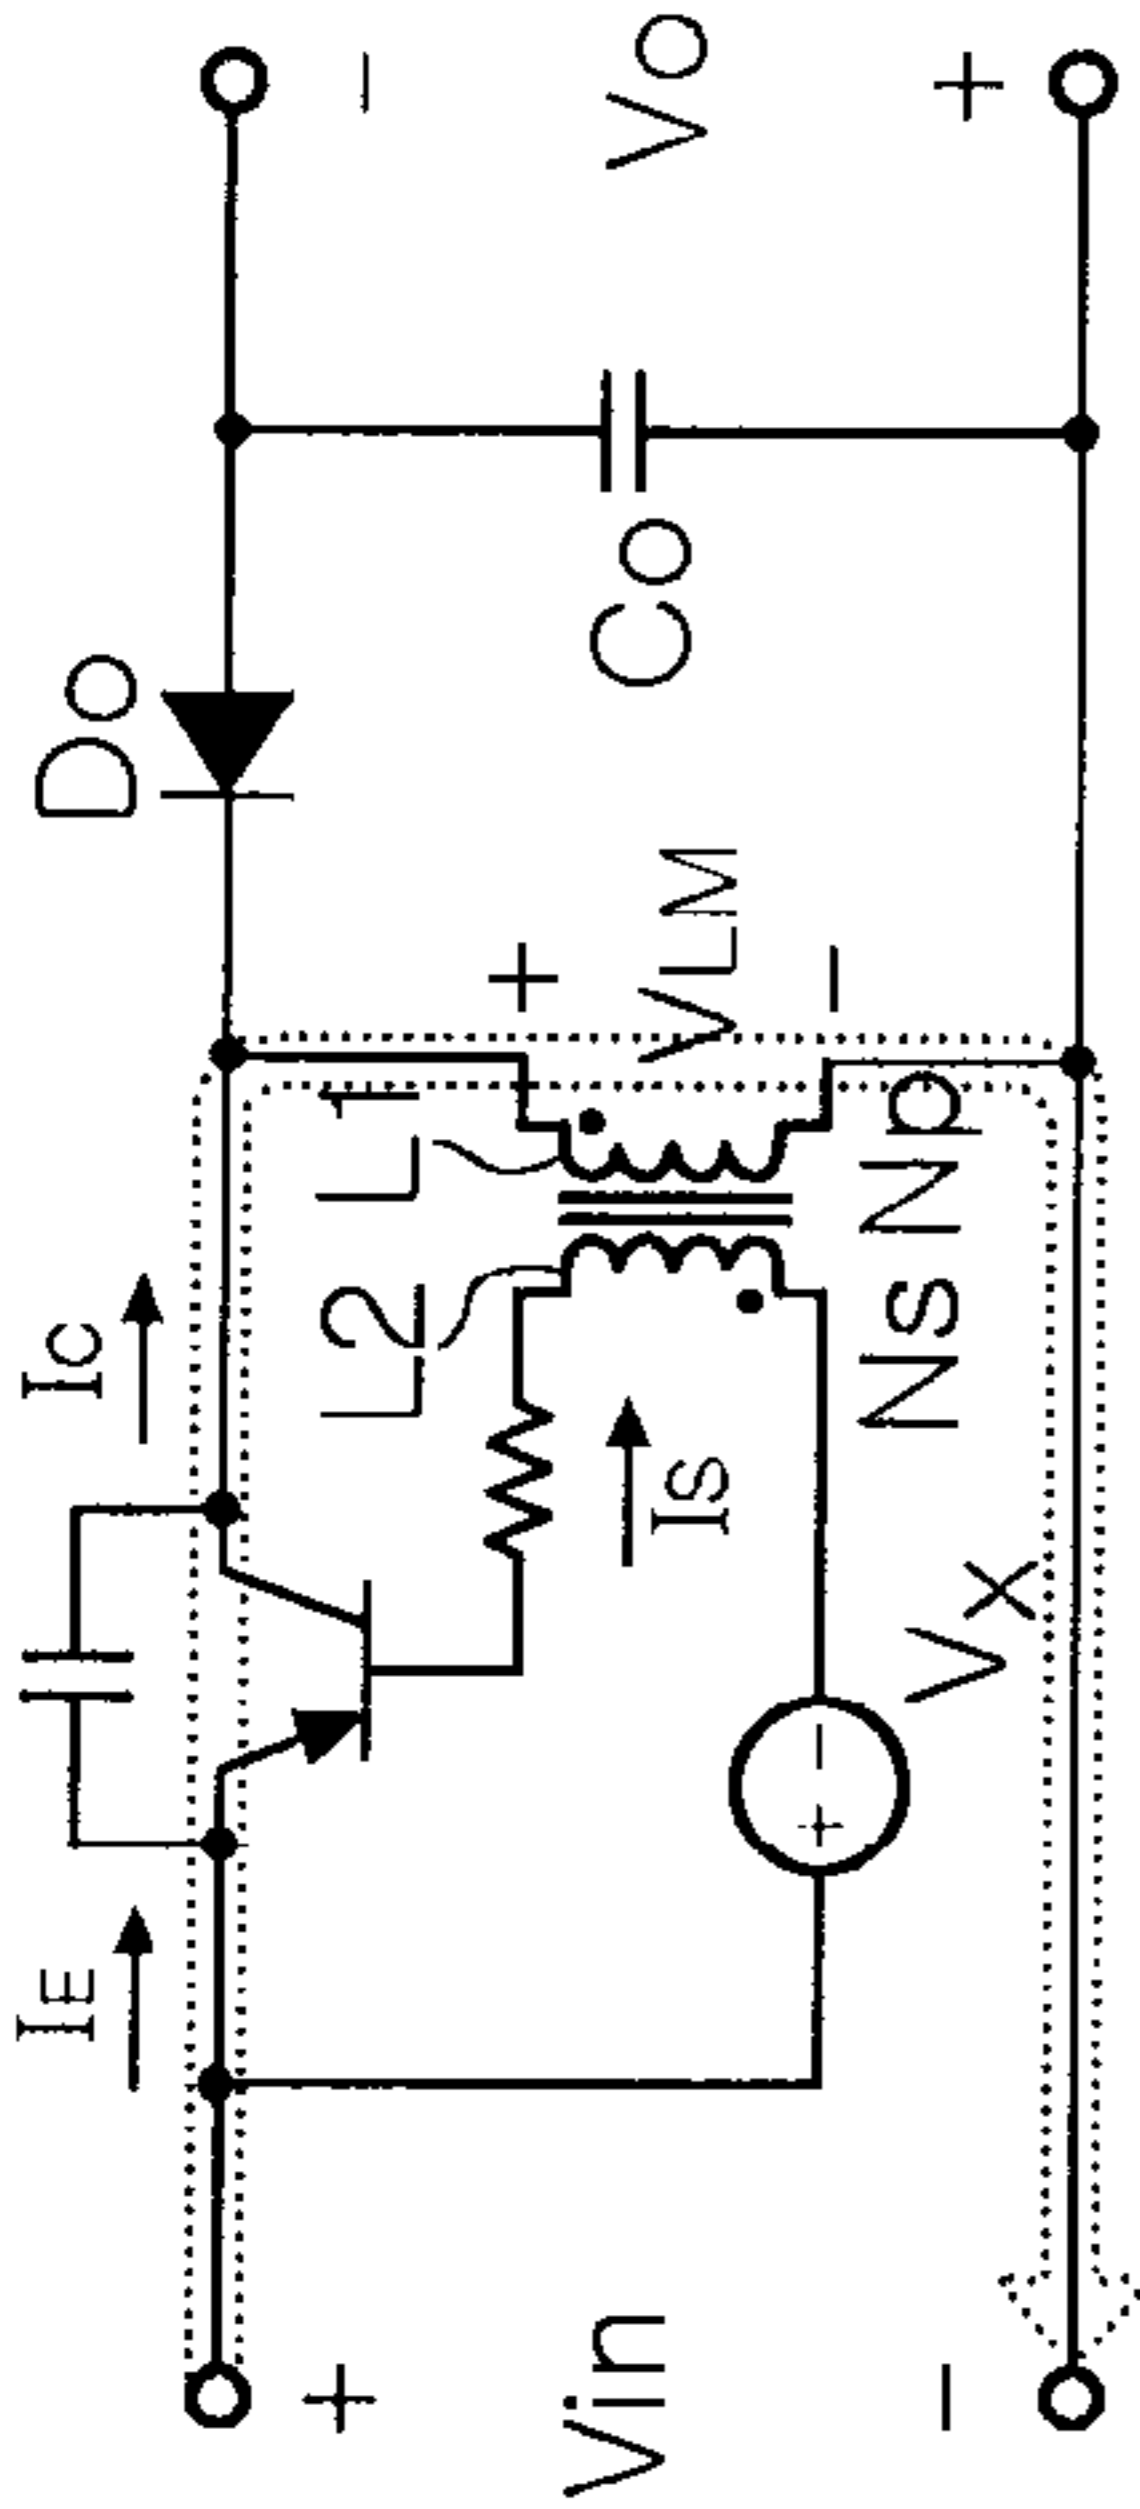 IE
IC
Do
-
+
L2
L1
+
Vin
IS
VLM
Co
Vo
+ -
-
Vx
Ns Np
-
+